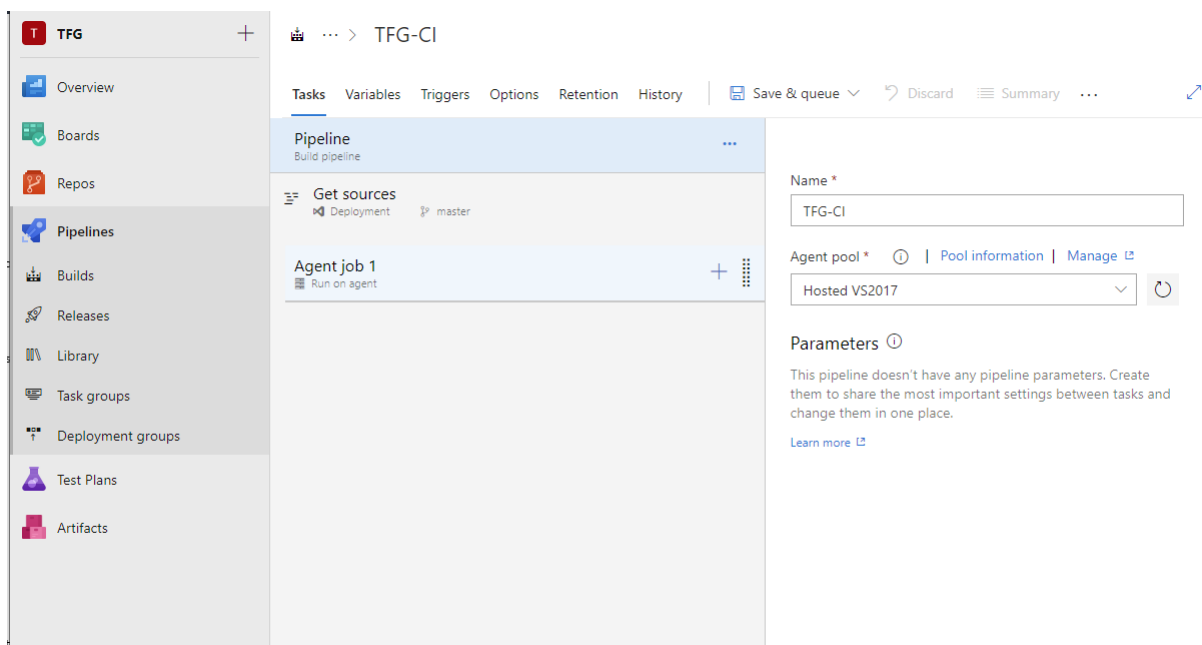 T TFG
TFG-CI
Overview
Boards
Repos
Pipelines
Builds
Releases
Library
Task groups
Deployment groups
Test Plans
Artifacts
Tasks Variables Triggers Options Retention History Save & queue Discard Summary
Pipeline
Build pipeline
Get sources
Deployment master
Agent job 1
Run on agent
Name *
TFG-CI
Agent pool * | Pool information | Manage
Hosted VS2017
Parameters
This pipeline doesn't have any pipeline parameters. Create
them to share the most important settings between tasks and
change them in one place.
Learn more